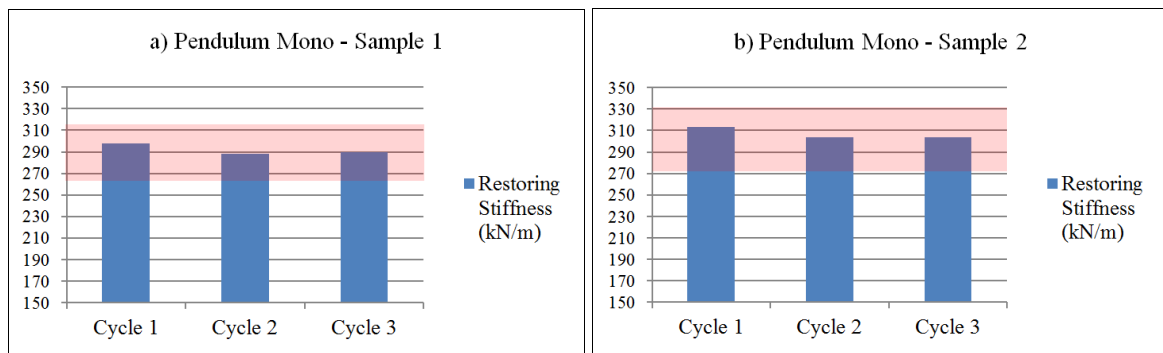 a) Pendulum Mono - Sample 1
350
330
310
290
270
250
230
210
190
170
150
Cycle 1 Cycle 2 Cycle 3
Restoring
Stiffness
(kN/m)
b) Pendulum Mono - Sample 2
350
330
310
290
270
250
230
210
190
170
150
Cycle 1 Cycle 2 Cycle 3
Restoring
Stiffness
(kN/m)